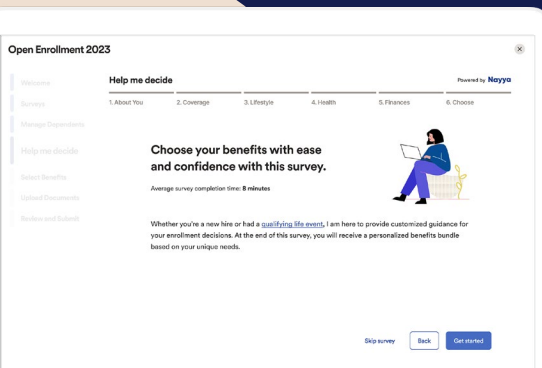 Open Enrollment 2023
Welcome
Surveys
Manage Dependents
Help me decide
Select Benefits
Upload Documents
Review and Submit
Help me decide
Powered by Nayya
1. About You
2. Coverage
3. Lifestyle
4. Health
5. Finances
6. Choose
Choose your benefits with ease
and confidence with this survey.
Average survey completion time: 8 minutes
Whether you're a new hire or had a qualifying life event, I am here to provide customized guidance for
your enrollment decisions. At the end of this survey, you will receive a personalized benefits bundle
based on your unique needs.
Skip survey
Back
Get started